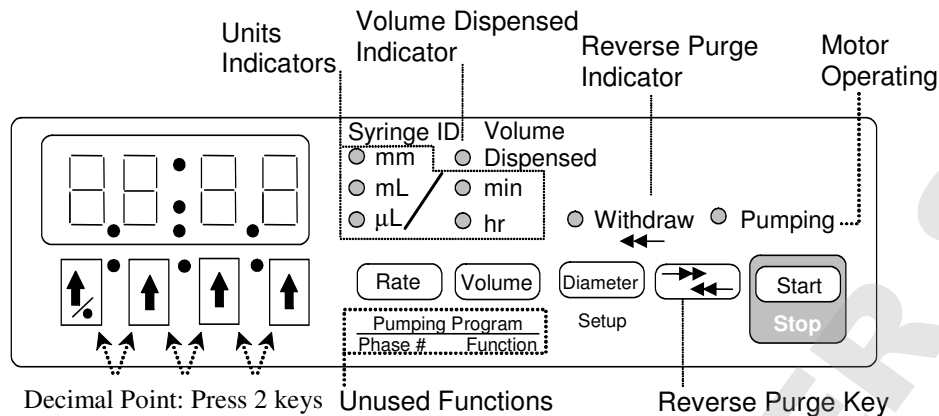 Units
Indicators
Volume Dispensed
Indicator
Reverse Purge
Indicator
Motor
Operating
Syringe ID
Volume
Dispensed
mm
mL
min
µL
hr
Withdraw
Pumping
Rate
Volume
Diameter
Start
Setup
Stop
Pumping Program
Phase # Function
Decimal Point: Press 2 keys
Unused Functions
Reverse Purge Key